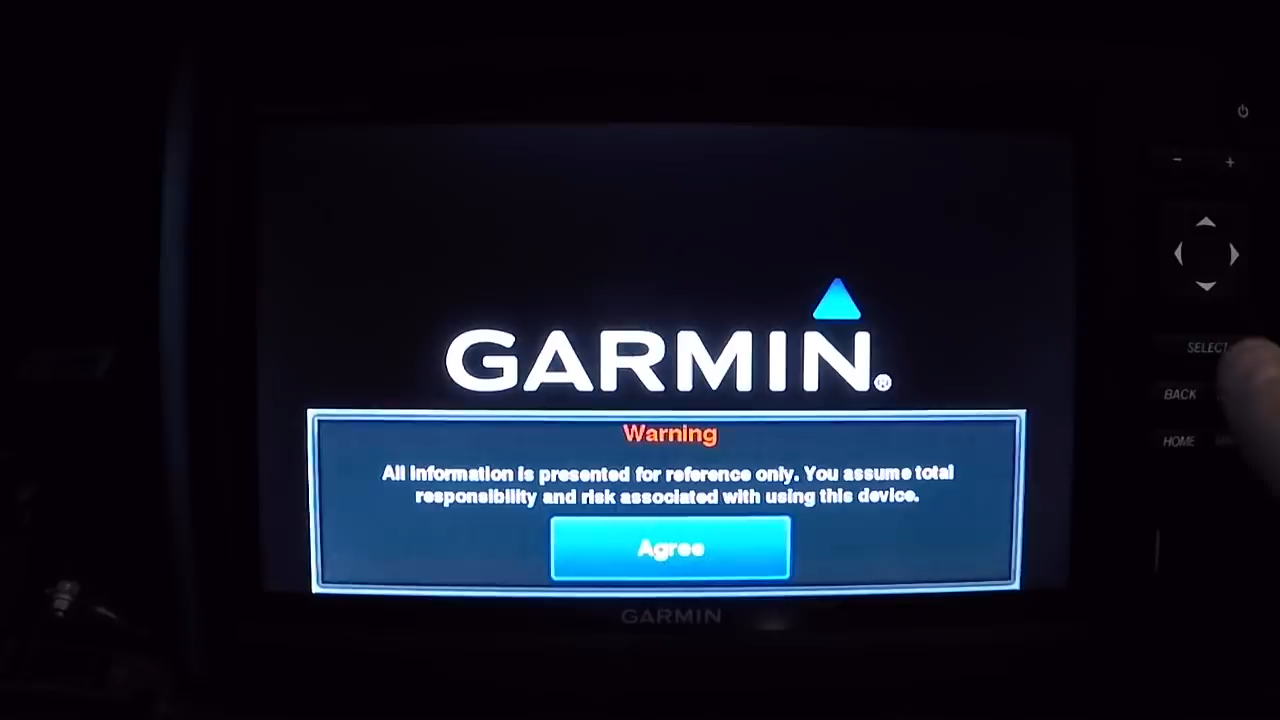 GARMIN®
Warning
All information is presented for reference only. You assume total
responsibility and risk associated with using this device.
Agree
GARMIN
- +
SELECT
BACK
HOME